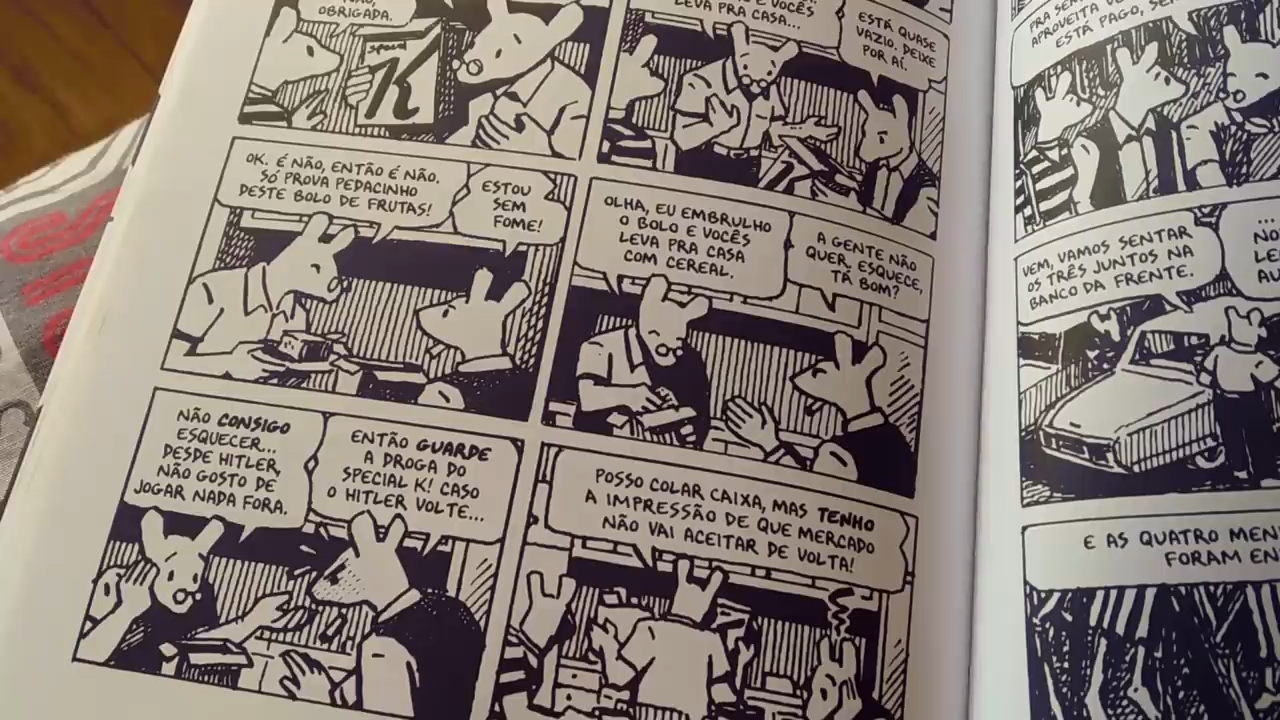 OBRIGADA.
SPECIAL
K
E VOCÊS
LEVA PRA CASA...
ESTÁ QUASE
VAZIO. DEIXE
POR AÍ.
OK. É NÃO, ENTÃO É NÃO.
SÓ PROVA PEDACINHO
DESTE BOLO DE FRUTAS!
ESTOU
SEM
FOME!
OLHA, EU EMBRULHO
O BOLO E VOCÊS
LEVA PRA CASA
COM CEREAL.
A GENTE NÃO
QUER, ESQUECE,
TÁ BOM?
NÃO CONSIGO
ESQUECER...
DESDE HITLER,
NÃO GOSTO DE
JOGAR NADA FORA.
ENTÃO GUARDE
A DROGA DO
SPECIAL K! CASO
O HITLER VOLTE...
POSSO COLAR CAIXA, MAS TENHO
A IMPRESSÃO DE QUE MERCADO
NÃO VAI ACEITAR DE VOLTA!
PRA
APROVEITA
ESTÁ PAGO,
VEM, VAMOS SENTAR
OS TRÊS JUNTOS NA
BANCO DA FRENTE.
...
E AS QUATRO
FORAM